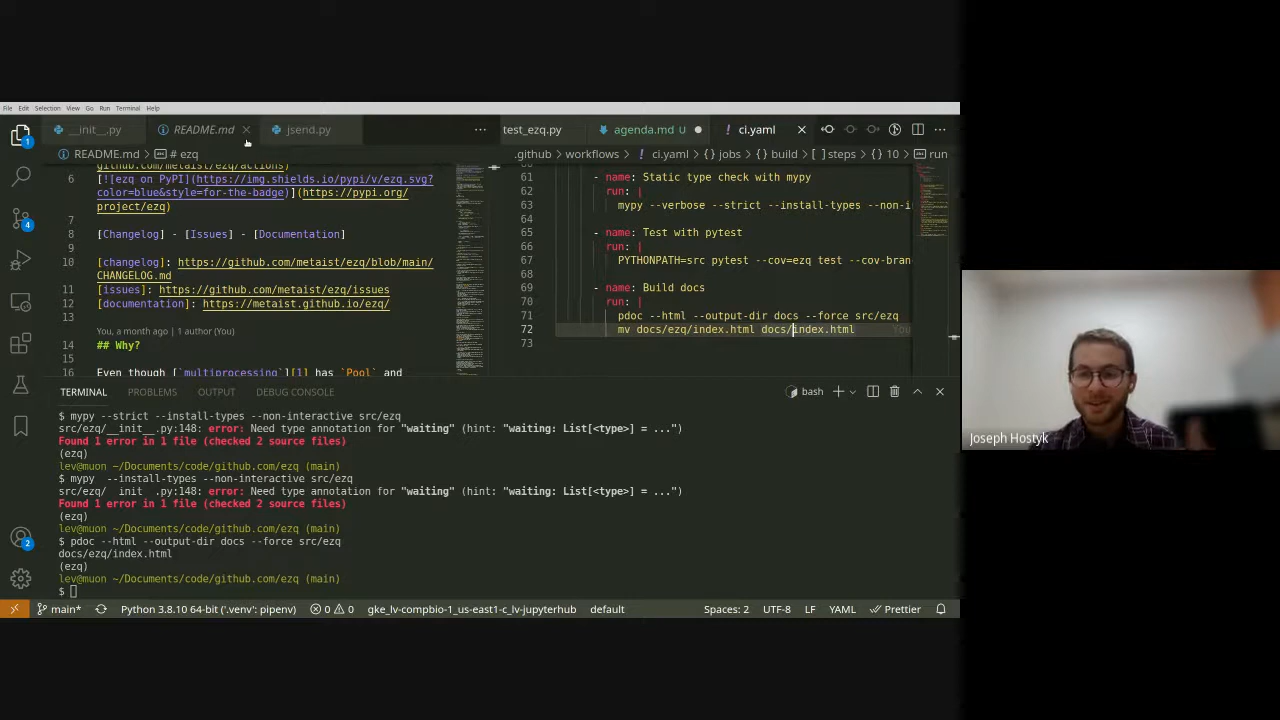 File Edit Selection View Go Run Terminal Help
__init__.py README.md jsend.py
test_ezq.py agenda.md U ci.yaml
README.md > # ezq
.github > workflows > ci.yaml > {} jobs > {} build > [ ] steps > {} 10 > run
github.com/metaist/ezq/actions)
6 [![ezq on PyPI](https://img.shields.io/pypi/v/ezq.svg?
color=blue&style=for-the-badge)](https://pypi.org/
project/ezq)
7
8 [Changelog] - [Issues] - [Documentation]
10 [changelog]: https://github.com/metaist/ezq/blob/main/
CHANGELOG.md
11 [issues]: https://github.com/metaist/ezq/issues
12 [documentation]: https://metaist.github.io/ezq/
13
You, a month ago | 1 author (You)
14 ## Why?
15
16 Even though [`multiprocessing`][1] has `Pool` and
61 - name: Static type check with mypy
62 run: |
63 mypy --verbose --strict --install-types --non-i
64
65 - name: Test with pytest
66 run: |
67 PYTHONPATH=src pytest --cov=ezq test --cov-bran
68
69 - name: Build docs
70 run: |
71 pdoc --html --output-dir docs --force src/ezq
72 mv docs/ezq/index.html docs/index.html You
73
TERMINAL PROBLEMS OUTPUT DEBUG CONSOLE
bash
$ mypy --strict --install-types --non-interactive src/ezq
src/ezq/__init__.py:148: error: Need type annotation for "waiting" (hint: "waiting: List[<type>] = ...")
Found 1 error in 1 file (checked 2 source files)
(ezq)
lev@muon ~/Documents/code/github.com/ezq (main)
$ mypy --install-types --non-interactive src/ezq
src/ezq/__init__.py:148: error: Need type annotation for "waiting" (hint: "waiting: List[<type>] = ...")
Found 1 error in 1 file (checked 2 source files)
(ezq)
lev@muon ~/Documents/code/github.com/ezq (main)
$ pdoc --html --output-dir docs --force src/ezq
docs/ezq/index.html
(ezq)
lev@muon ~/Documents/code/github.com/ezq (main)
$
main* Python 3.8.10 64-bit ('.venv': pipenv) 0 0 gke_lv-compbio-1_us-east1-c_lv-jupyterhub default Spaces: 2 UTF-8 LF YAML Prettier
1
4
2
Joseph Hostyk